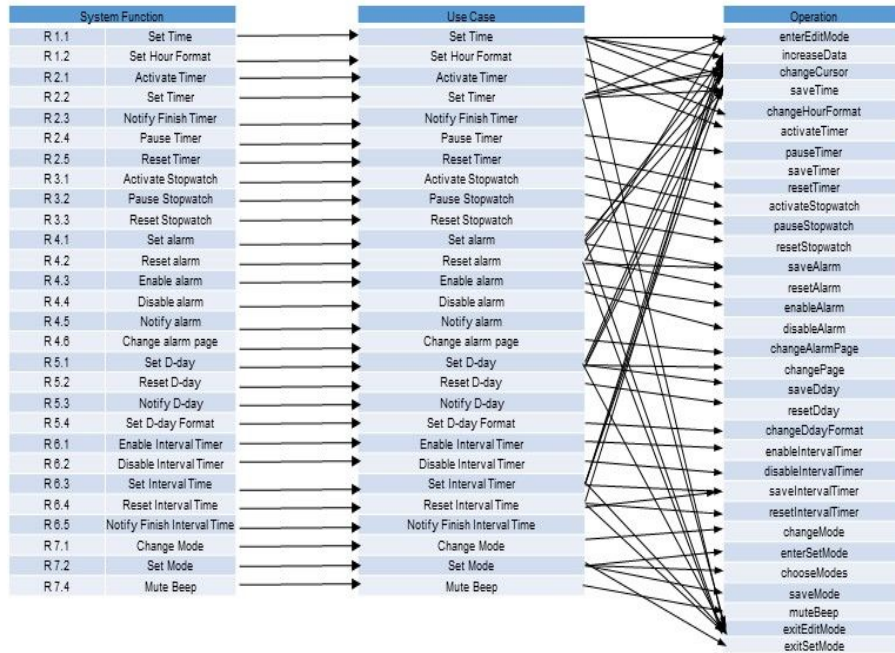 System Function Use Case Operation
R 1.1 Set Time Set Time enterEditMode
R 1.2 Set Hour Format Set Hour Format increaseData
R 2.1 Activate Timer Activate Timer changeCursor
R 2.2 Set Timer Set Timer saveTime
R 2.3 Notify Finish Timer Notify Finish Timer changeHourFormat
R 2.4 Pause Timer Pause Timer activateTimer
R 2.5 Reset Timer Reset Timer pauseTimer
R 3.1 Activate Stopwatch Activate Stopwatch saveTimer
R 3.2 Pause Stopwatch Pause Stopwatch resetTimer
R 3.3 Reset Stopwatch Reset Stopwatch activateStopwatch
R 4.1 Set alarm Set alarm pauseStopwatch
R 4.2 Reset alarm Reset alarm resetStopwatch
R 4.3 Enable alarm Enable alarm saveAlarm
R 4.4 Disable alarm Disable alarm resetAlarm
R 4.5 Notify alarm Notify alarm enableAlarm
R 4.6 Change alarm page Change alarm page disableAlarm
R 5.1 Set D-day Set D-day changeAlarmPage
R 5.2 Reset D-day Reset D-day changePage
R 5.3 Notify D-day Notify D-day saveDday
R 5.4 Set D-day Format Set D-day Format resetDday
R 6.1 Enable Interval Timer Enable Interval Timer changeDdayFormat
R 6.2 Disable Interval Timer Disable Interval Timer enableIntervalTimer
R 6.3 Set Interval Time Set Interval Timer disableIntervalTimer
R 6.4 Reset Interval Time Reset Interval Time saveIntervalTimer
R 6.5 Notify Finish Interval Time Notify Finish Interval Time resetIntervalTimer
R 7.1 Change Mode Change Mode changeMode
R 7.2 Set Mode Set Mode enterSetMode
R 7.4 Mute Beep Mute Beep chooseModes
saveMode
muteBeep
exitEditMode
exitSetMode